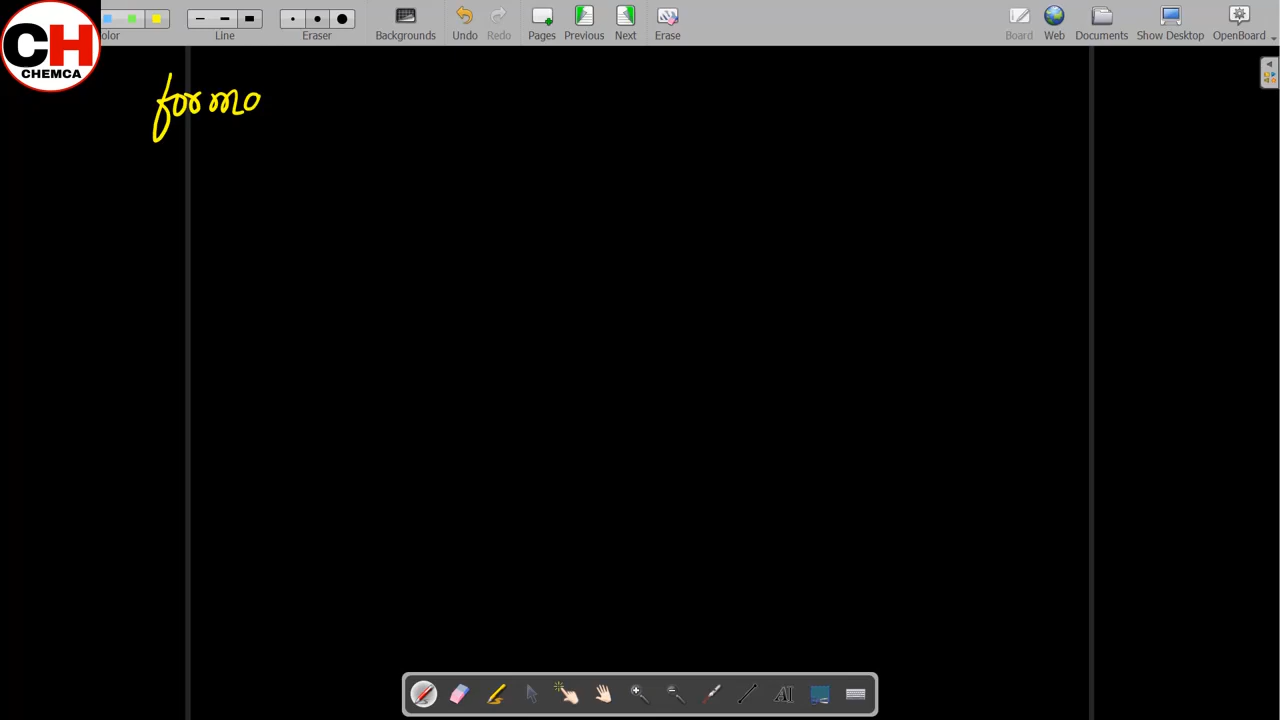 CH
CHEMCA
olor
Line
Eraser
Backgrounds
Undo
Redo
Pages
Previous
Next
Erase
Board
Web
Documents
Show Desktop
OpenBoard
formo
AI